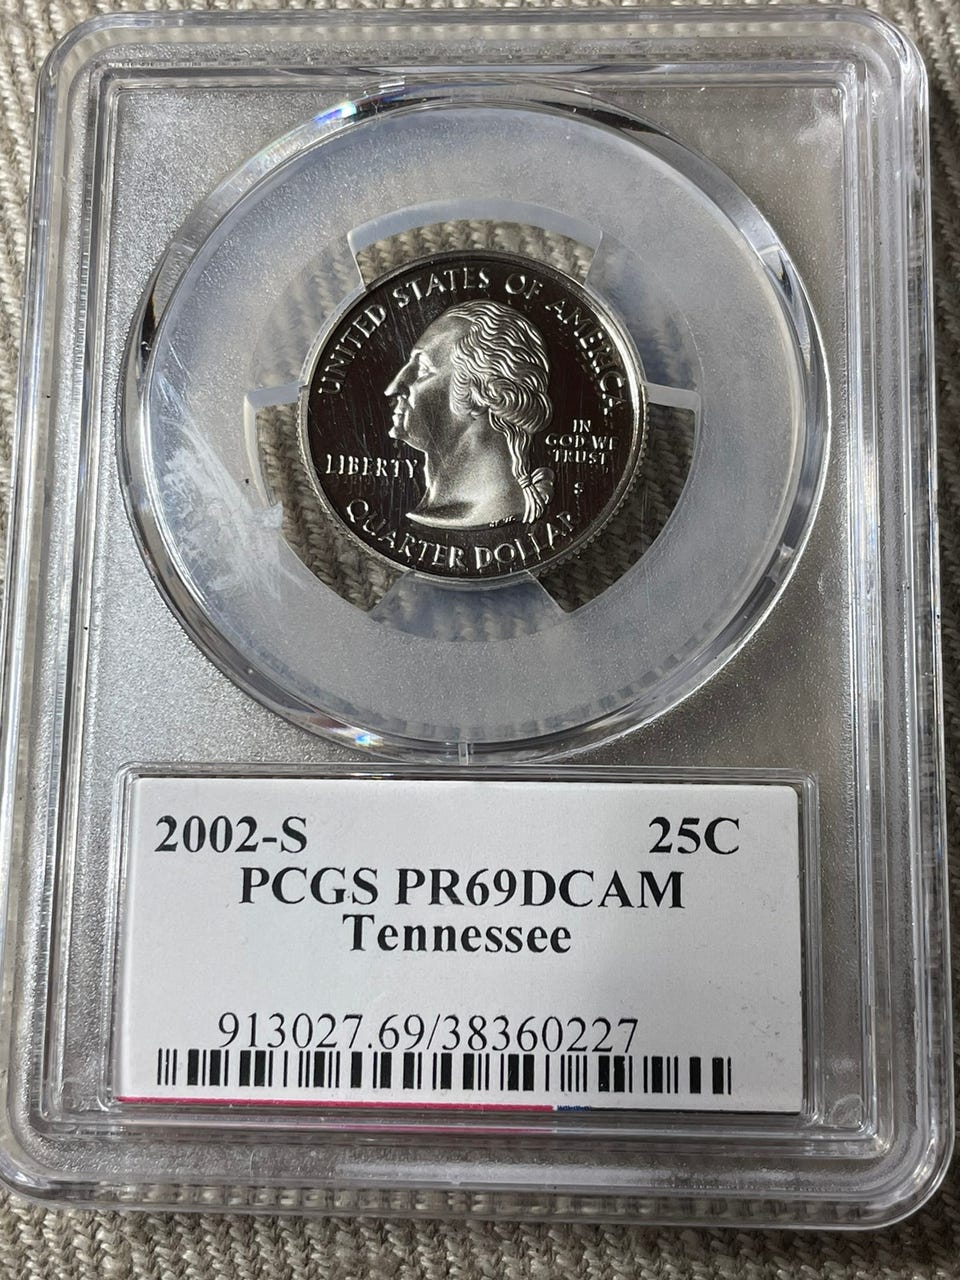 UNITED STATES OF AMERICA
IN
GOD WE
TRUST
LIBERTY
S
QUARTER DOLLAR
2002-S 25C
PCGS PR69DCAM
Tennessee
913027.69/38360227